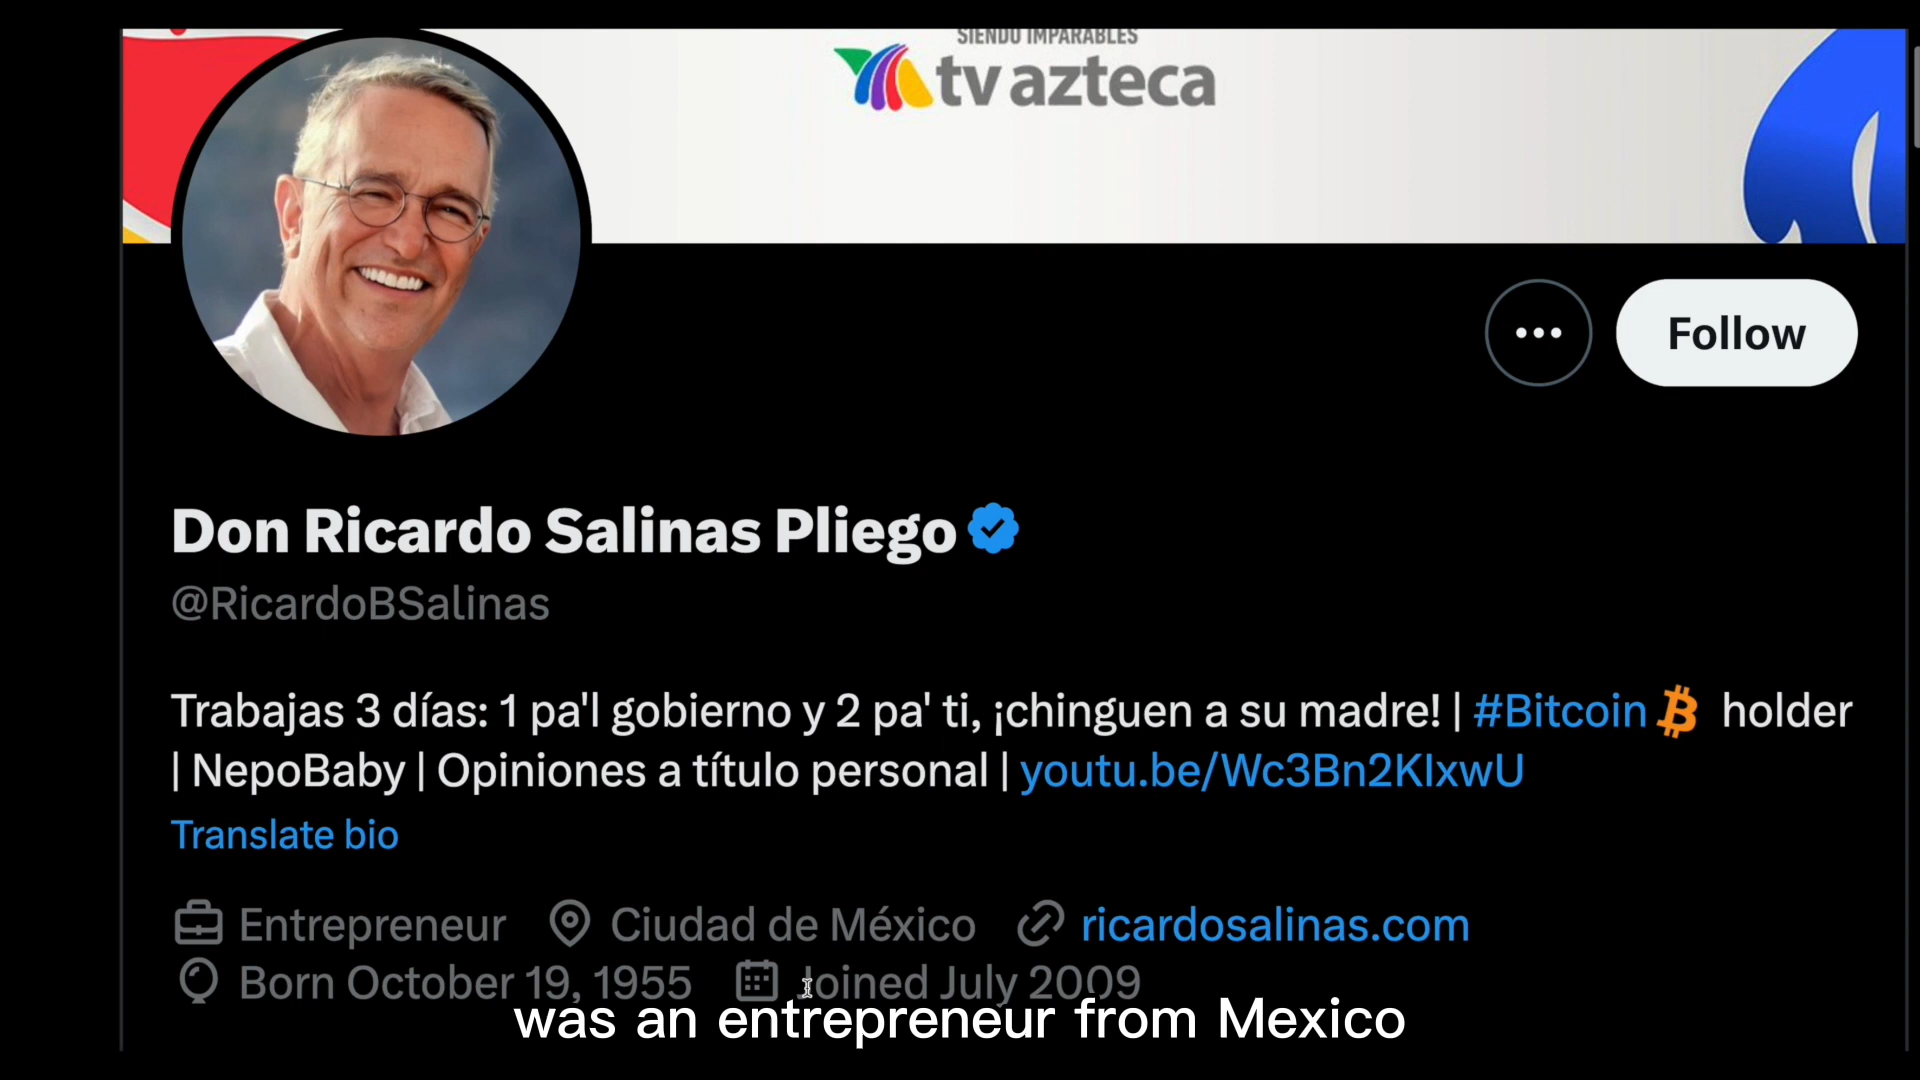 SIENDO IMPARABLES
tv azteca
Follow
Don Ricardo Salinas Pliego
@RicardoBSalinas
Trabajas 3 días: 1 pa'l gobierno y 2 pa' ti, ¡chinguen a su madre! | #Bitcoin holder
| NepoBaby | Opiniones a título personal | youtu.be/Wc3Bn2KIxwU
Translate bio
Entrepreneur Ciudad de México ricardosalinas.com
Born October 19, 1955 Joined July 2009
was an entrepreneur from Mexico